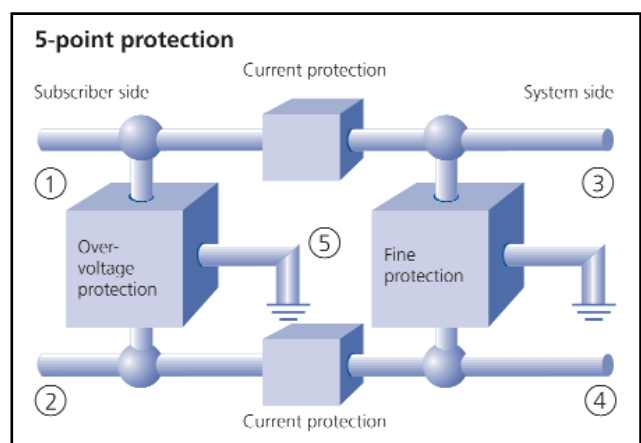 5-point protection
Current protection
Subscriber side
System side
1
3
Over-
voltage
protection
5
Fine
protection
2
4
Current protection